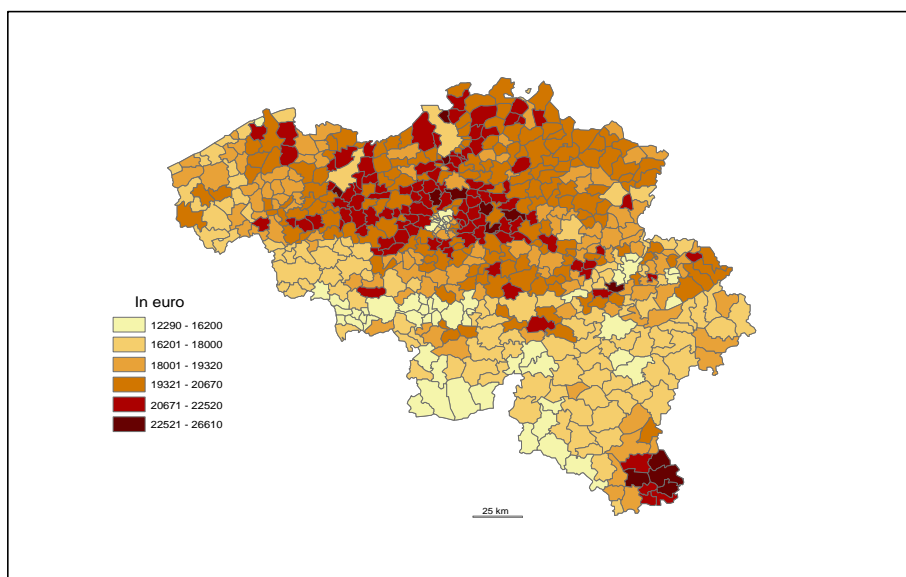 In euro
12290 - 16200
16201 - 18000
18001 - 19320
19321 - 20670
20671 - 22520
22521 - 26610
25 km